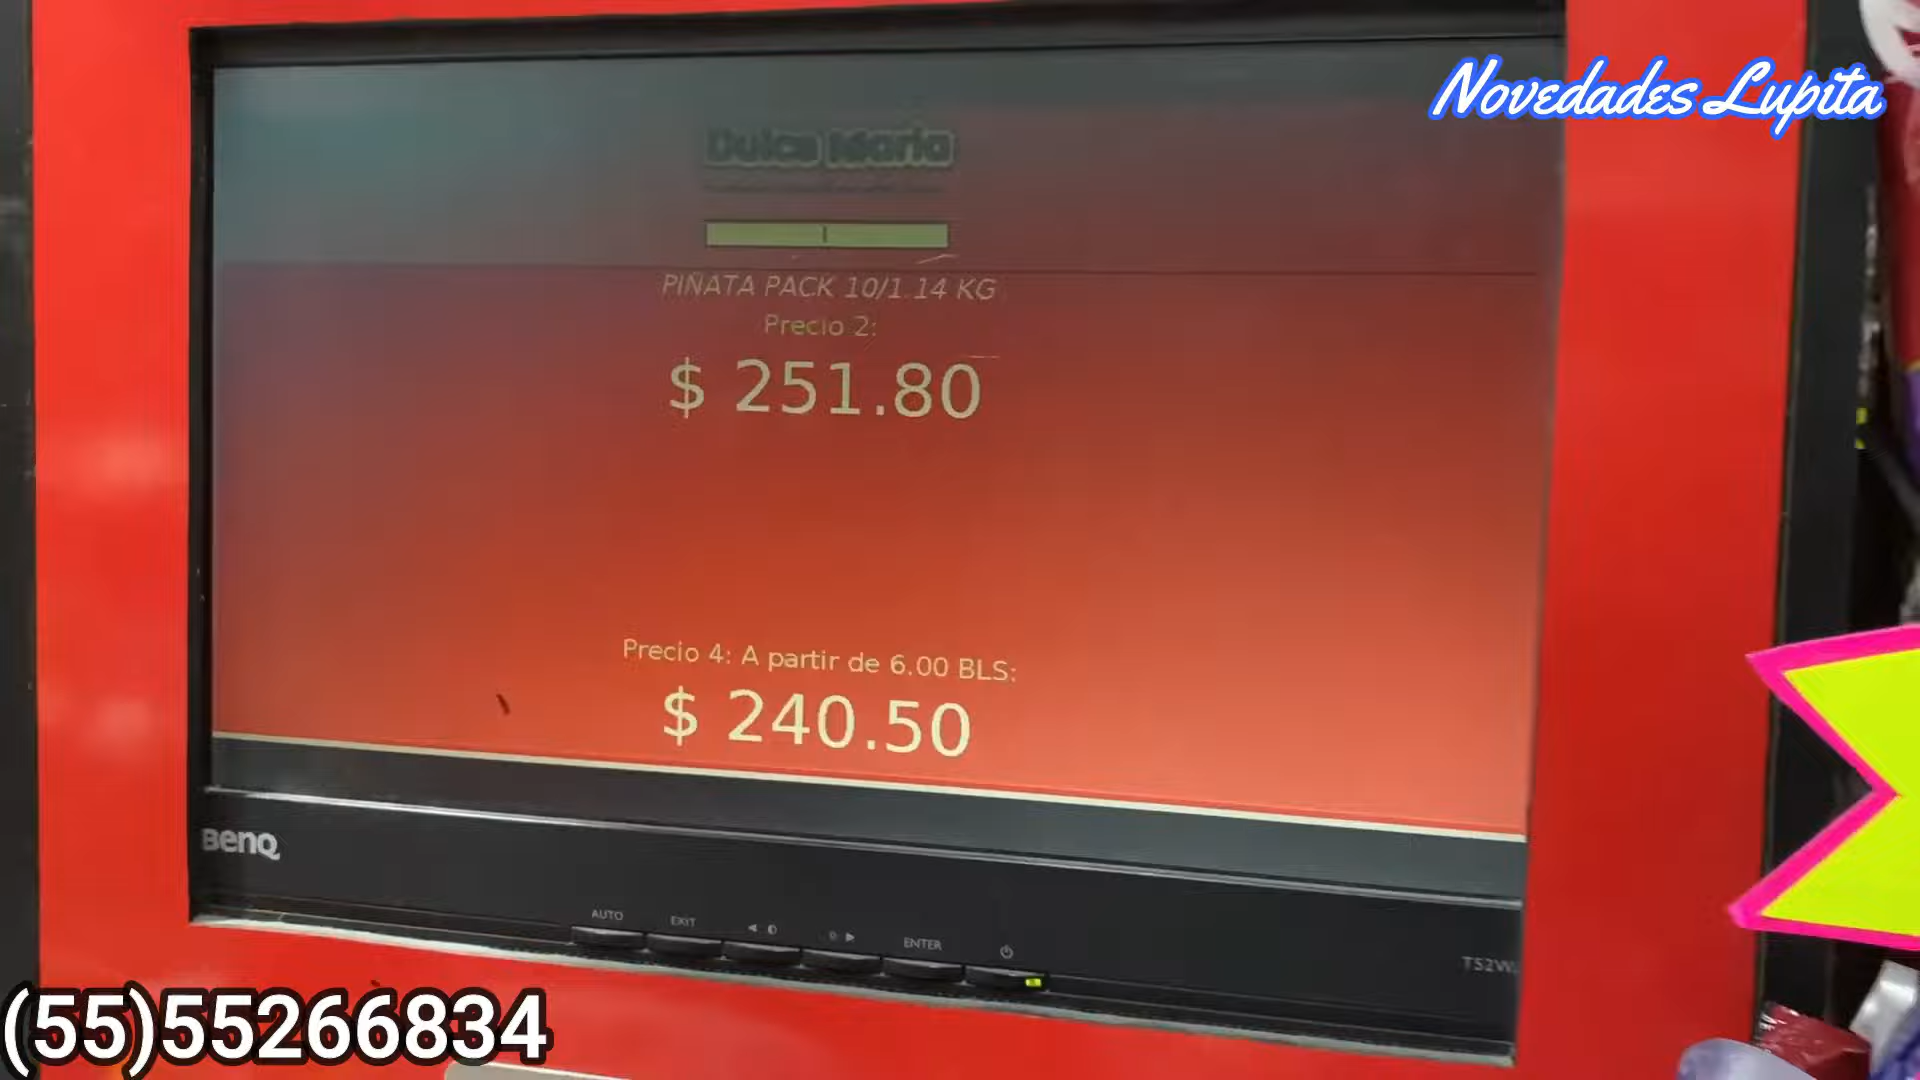 Novedades Lupita
Dulce María
PIÑATA PACK 10/1.14 KG
Precio 2:
$ 251.80
Precio 4: A partir de 6.00 BLS:
$ 240.50
BenQ
AUTO
EXIT
ENTER
(55)55266834